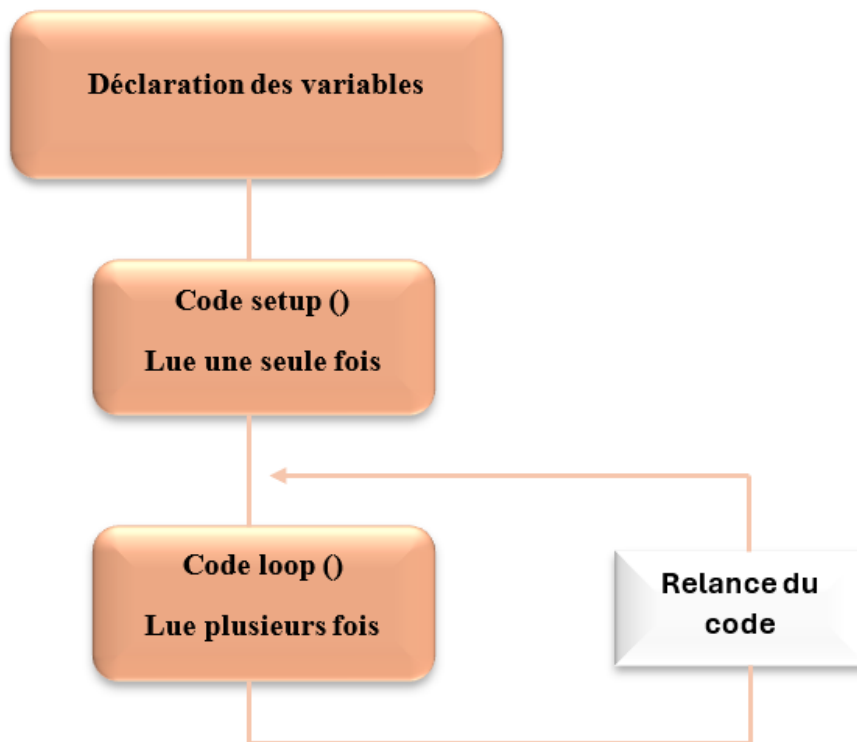 Déclaration des variables
Code setup ()
Lue une seule fois
Code loop ()
Lue plusieurs fois
Relance du
code